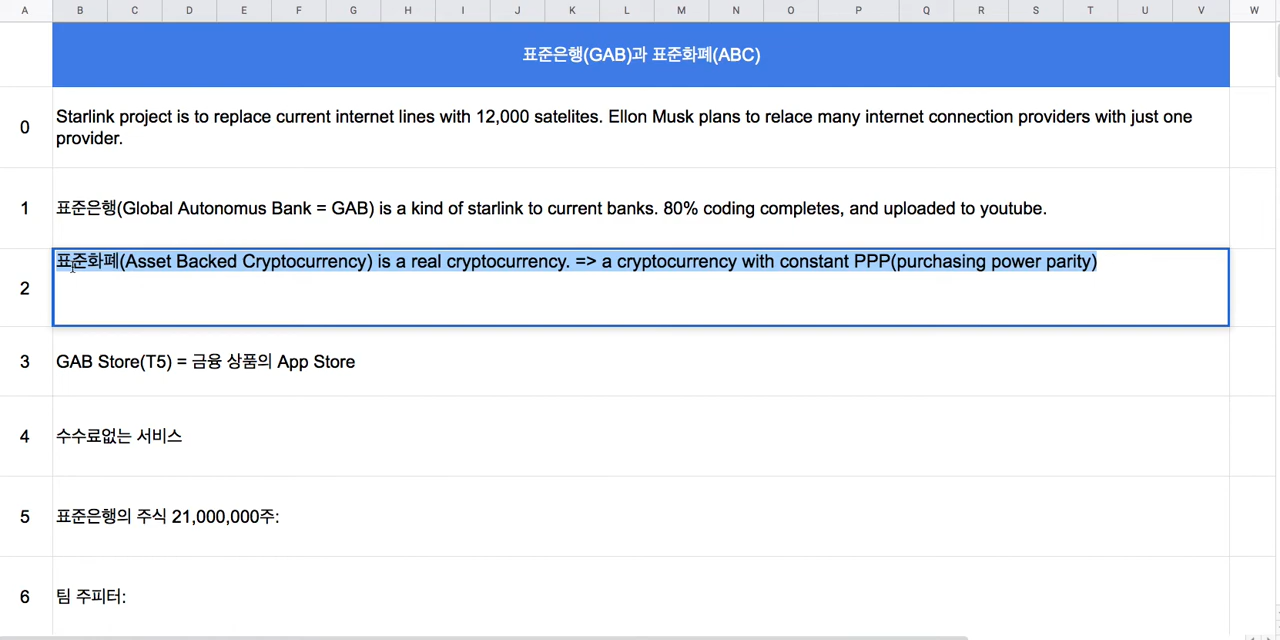 A B C D E F G H I J K L M N O P Q R S T U V W
표준은행(GAB)과 표준화폐(ABC)
0 Starlink project is to replace current internet lines with 12,000 satelites. Ellon Musk plans to relace many internet connection providers with just one
provider.
1 표준은행(Global Autonomus Bank = GAB) is a kind of starlink to current banks. 80% coding completes, and uploaded to youtube.
2 표준화폐(Asset Backed Cryptocurrency) is a real cryptocurrency. => a cryptocurrency with constant PPP(purchasing power parity)
3 GAB Store(T5) = 금융 상품의 App Store
4 수수료없는 서비스
5 표준은행의 주식 21,000,000주:
6 팀 주피터: